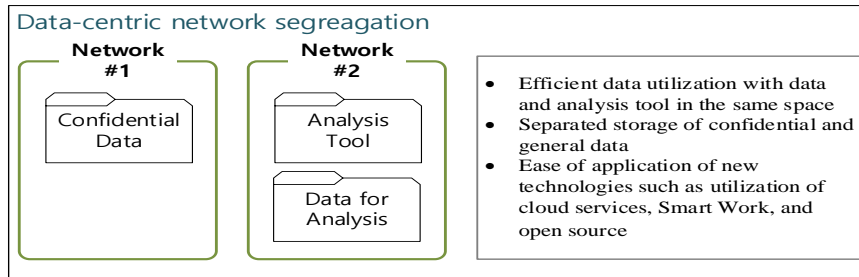 Data-centric network segreagation
Network
#1
Confidential
Data
Network
#2
Analysis
Tool
Data for
Analysis
• Efficient data utilization with data
and analysis tool in the same space
• Separated storage of confidential and
general data
• Ease of application of new
technologies such as utilization of
cloud services, Smart Work, and
open source